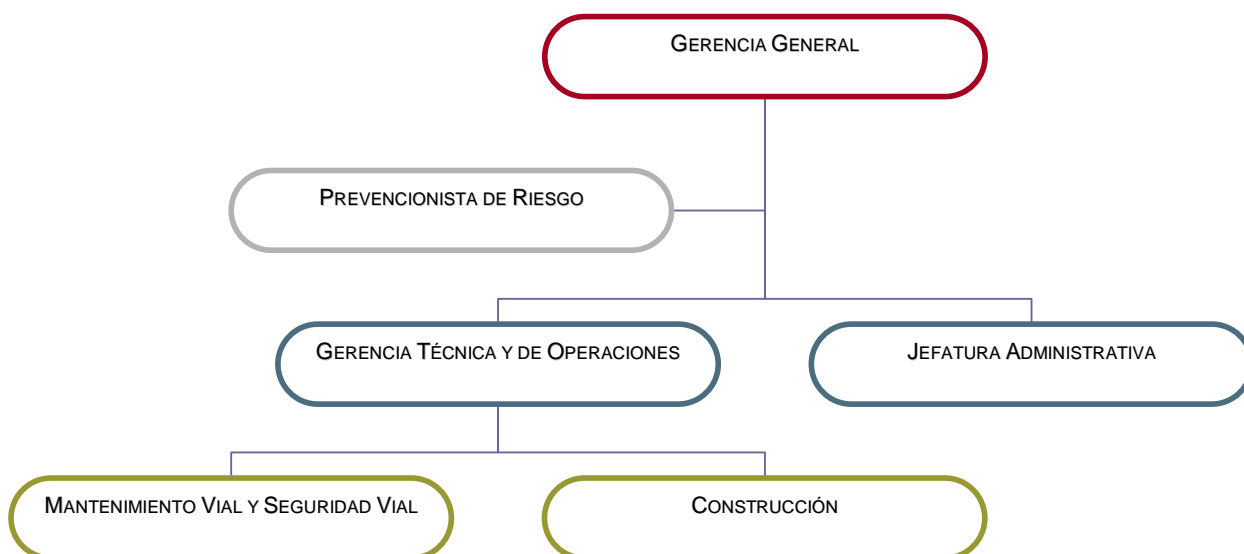 Gerencia General
Prevencionista de Riesgo
Gerencia Técnica y de Operaciones
Jefatura Administrativa
Mantenimiento Vial y Seguridad Vial
Construcción